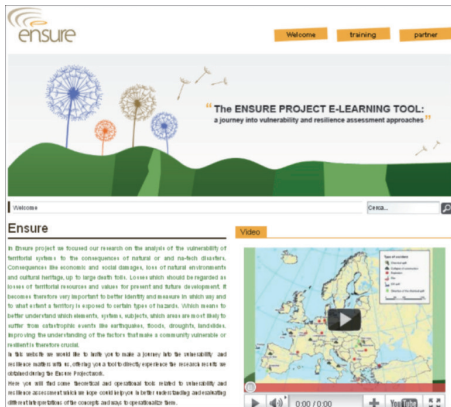 ensure
Welcome training partner
“The ENSURE PROJECT E-LEARNING TOOL:
a journey into vulnerability and resilience assessment approaches”
Welcome
Cerca...
Ensure
Video
In Ensure project we focused our research on the analysis of the vulnerability of
territorial systems to the consequences of natural or and na-tech disasters.
Consequences like economic and social damages, loss of natural environments
and cultural heritage, up to large death tolls. Losses which should be regarded as
losses of territorial resources and values for present and future development. It
becomes therefore very important to better identify and measure in which way and
to what extent a territory is exposed to certain types of hazards. Which means to
better understand which elements, systems, subjects, which areas are most likely to
suffer from catastrophic events like earthquakes, floods, droughts, landslides.
Improving the understanding of the factors that make a community vulnerable or
resilient is therefore crucial.
In this website we would like to invite you to make a journey into the vulnerability and
resilience matters with us, offering you a tool to directly experience the research results we
obtained during the Ensure Project work.
Here you will find some theoretical and operational tools related to vulnerability and
resilience assessment which we hope could help you in better understanding and evaluating
different interpretations of the concepts and ways to operationalize them.
0:00 / 0:00
YouTube